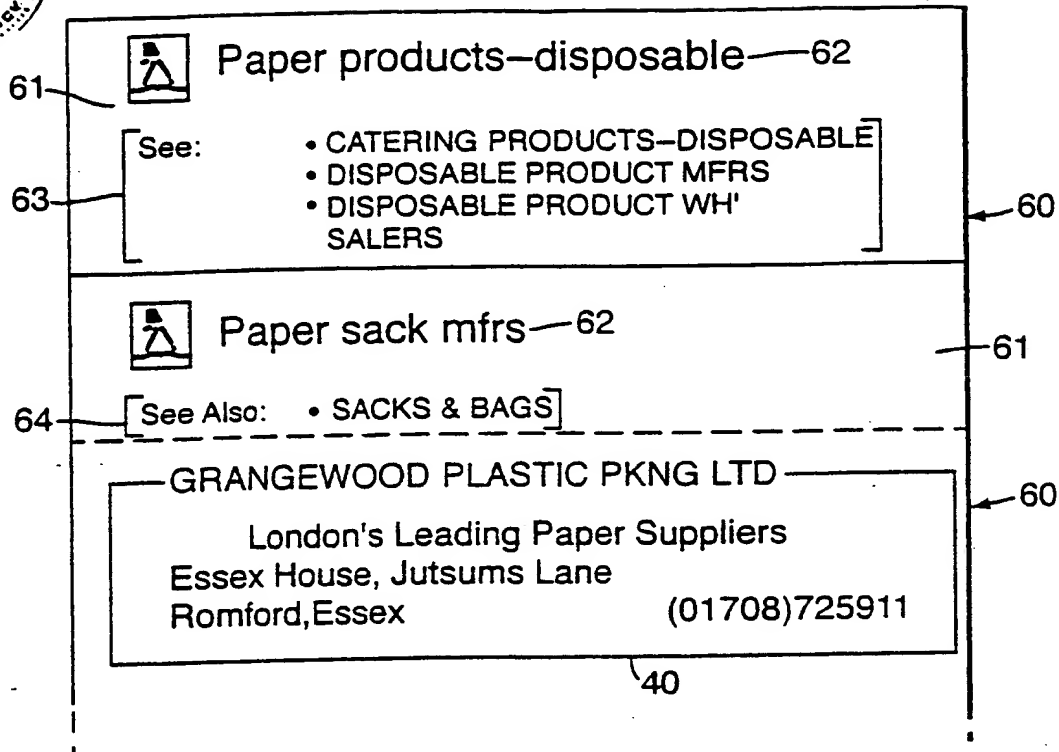 Paper products–disposable 62
61
See: • CATERING PRODUCTS–DISPOSABLE
• DISPOSABLE PRODUCT MFRS
63
• DISPOSABLE PRODUCT WH'
60
SALERS
Paper sack mfrs 62
61
64 See Also: • SACKS & BAGS
GRANGEWOOD PLASTIC PKNG LTD
60
London's Leading Paper Suppliers
Essex House, Jutsums Lane
Romford,Essex (01708)725911
40